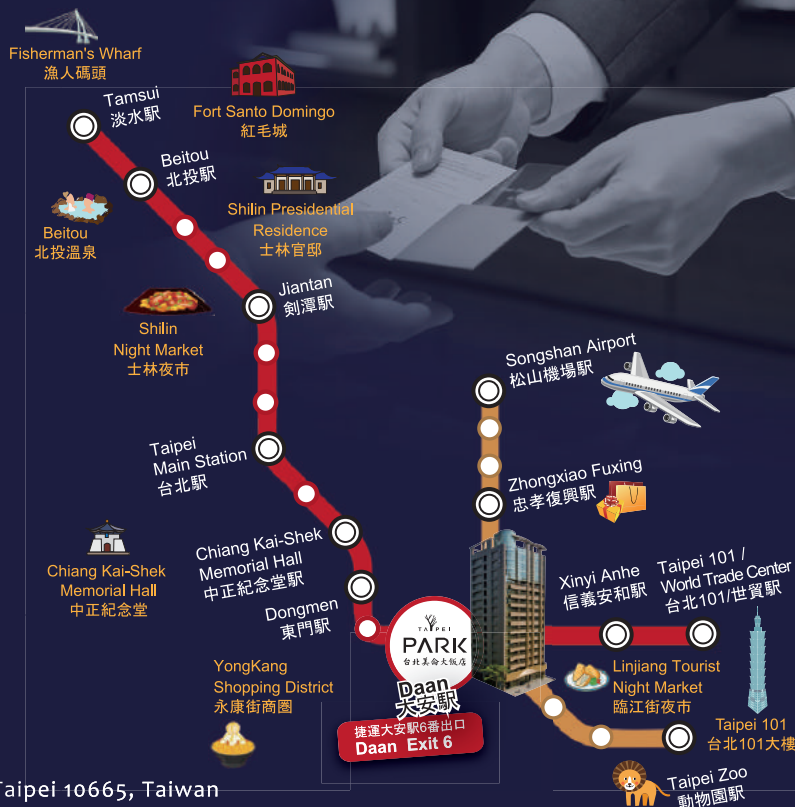 Fisherman's Wharf
漁人碼頭
Tamsui
淡水駅
Fort Santo Domingo
紅毛城
Beitou
北投駅
Beitou
北投溫泉
Shilin Presidential
Residence
士林官邸
Jiantan
剣潭駅
Shilin
Night Market
士林夜市
Songshan Airport
松山機場駅
Taipei
Main Station
台北駅
Zhongxiao Fuxing
忠孝復興駅
Chiang Kai-Shek
Memorial Hall
中正紀念堂駅
Chiang Kai-Shek
Memorial Hall
中正紀念堂
Dongmen
東門駅
Xinyi Anhe
信義安和駅
Taipei 101 /
World Trade Center
台北101/世貿駅
TAIPEI
PARK
台北美侖大飯店
Daan
大安駅
捷運大安駅6番出口
Daan Exit 6
YongKang
Shopping District
永康街商圏
Linjiang Tourist
Night Market
臨江街夜市
Taipei 101
台北101大樓
Taipei Zoo
動物園駅
Taipei 10665, Taiwan